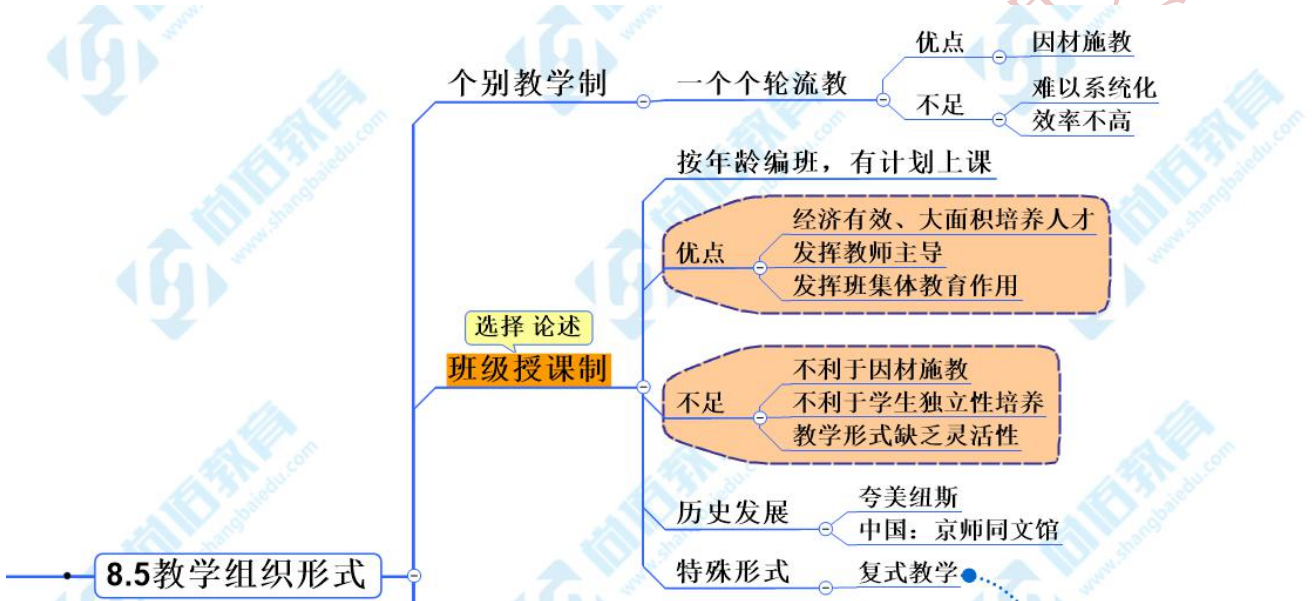 个别教学制
一个个轮流教
优点
因材施教
不足
难以系统化
效率不高
选择 论述
班级授课制
按年龄编班，有计划上课
优点
经济有效、大面积培养人才
发挥教师主导
发挥班集体教育作用
不足
不利于因材施教
不利于学生独立性培养
教学形式缺乏灵活性
历史发展
夸美纽斯
中国：京师同文馆
特殊形式
复式教学
8.5教学组织形式
尚佰教育
www.shangbaiedu.com